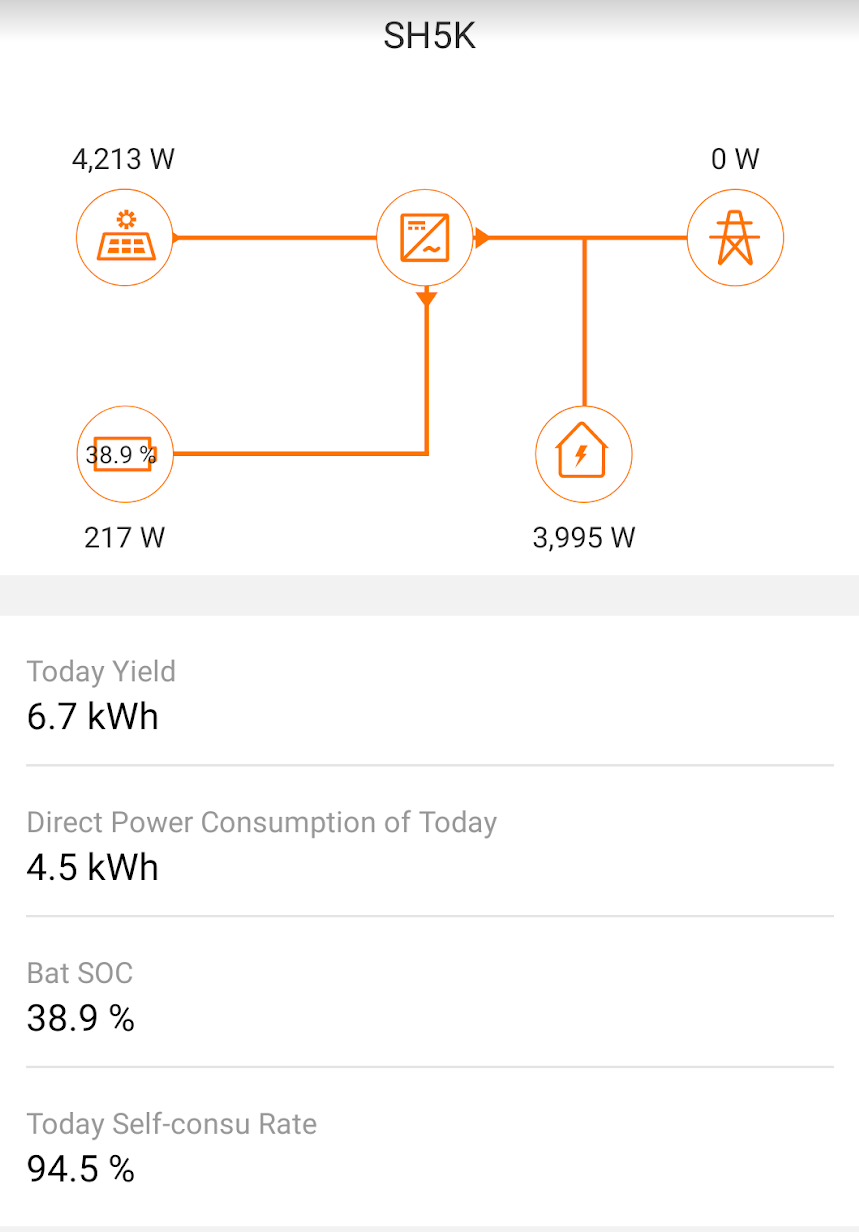 SH5K
4,213 W
0 W
38.9 %
217 W
3,995 W
Today Yield
6.7 kWh
Direct Power Consumption of Today
4.5 kWh
Bat SOC
38.9 %
Today Self-consu Rate
94.5 %